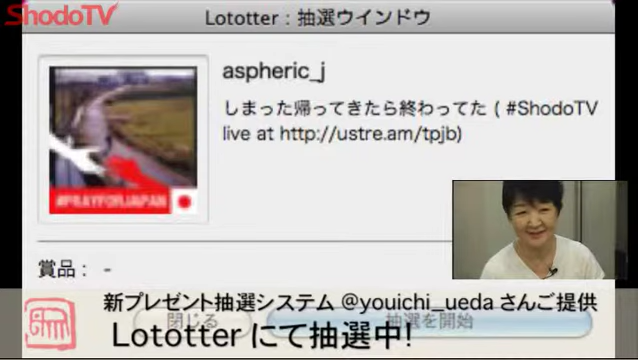 ShodoTV
Lototter : 抽選ウインドウ
aspheric_j
しまった帰ってきたら終わってた ( #ShodoTV
live at http://ustre.am/tpjb)
#PRAYFORJAPAN
賞品： -
新プレゼント抽選システム @youichi_ueda さんご提供
閉じる
抽選を開始
Lototter にて抽選中!